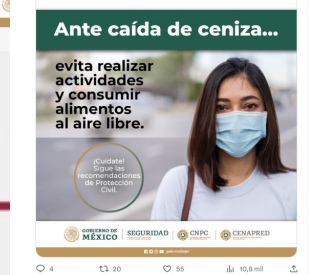 Ante caída de ceniza...
evita realizar
actividades
y consumir
alimentos
al aire libre.
¡Cuídate!
Sigue las
recomendaciones
de Protección
Civil.
GOBIERNO DE
MÉXICO
SEGURIDAD
CNPC
CENAPRED
4
20
55
10,8 mil